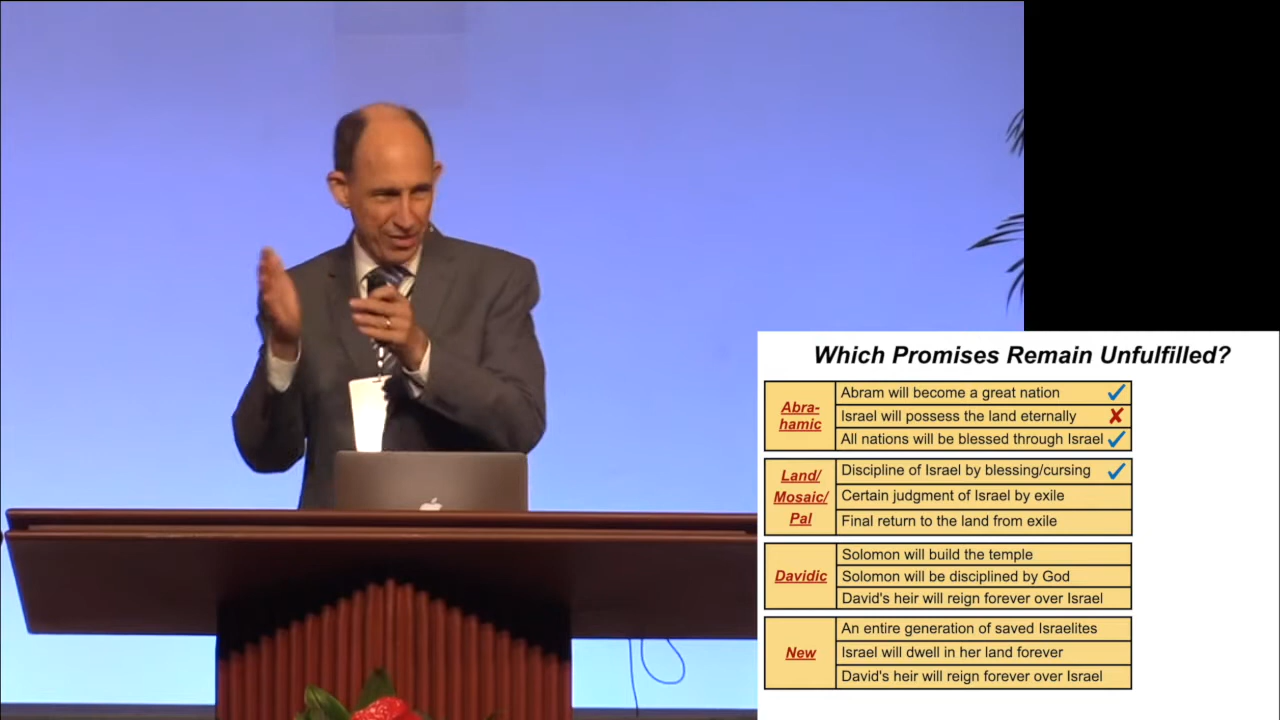 Which Promises Remain Unfulfilled?
Abra-
hamic
Abram will become a great nation
Israel will possess the land eternally
All nations will be blessed through Israel
Land/
Mosaic/
Pal
Discipline of Israel by blessing/cursing
Certain judgment of Israel by exile
Final return to the land from exile
Davidic
Solomon will build the temple
Solomon will be disciplined by God
David's heir will reign forever over Israel
New
An entire generation of saved Israelites
Israel will dwell in her land forever
David's heir will reign forever over Israel